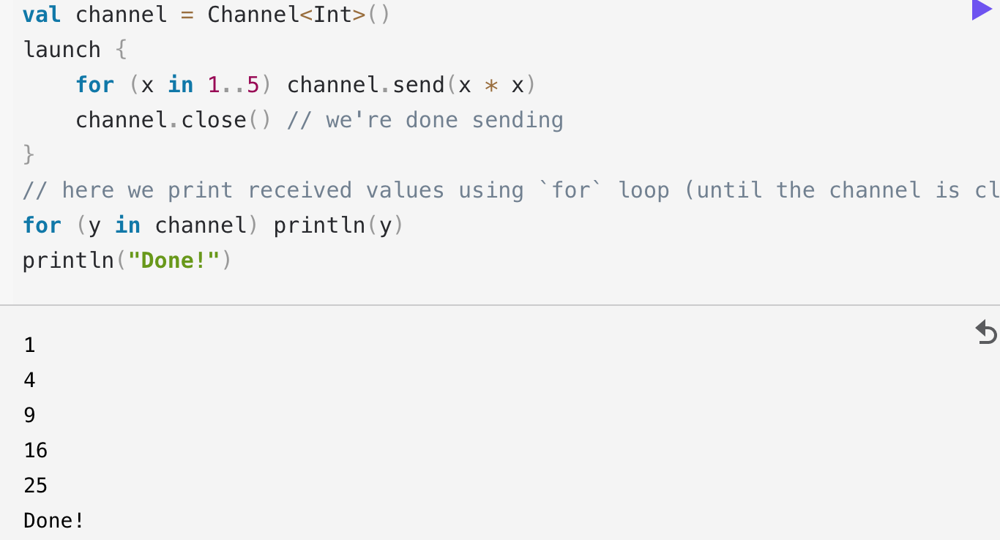 val channel = Channel<Int>()
launch {
    for (x in 1..5) channel.send(x * x)
    channel.close() // we're done sending
}
// here we print received values using `for` loop (until the channel is cl
for (y in channel) println(y)
println("Done!")
1
4
9
16
25
Done!